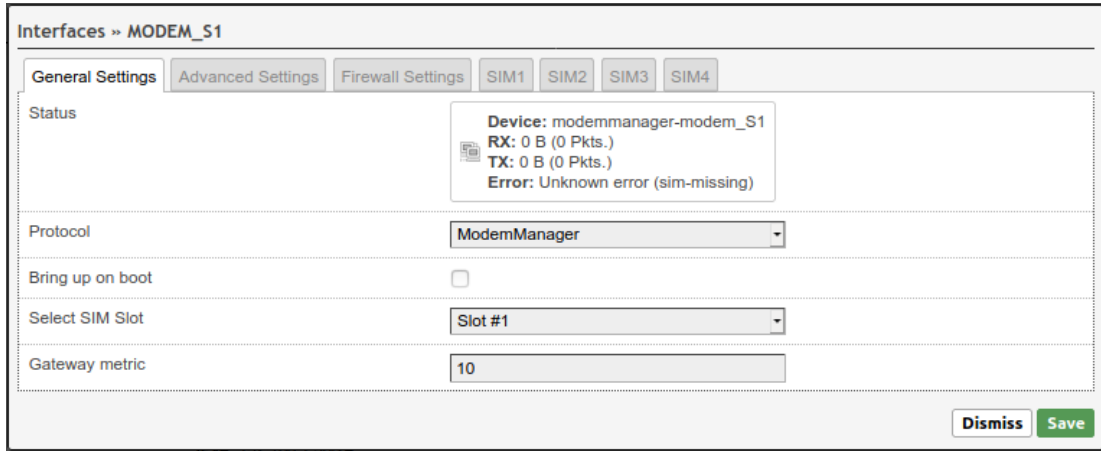 Interfaces » MODEM_S1
General Settings Advanced Settings Firewall Settings SIM1 SIM2 SIM3 SIM4
Status
Device: modemmanager-modem_S1
RX: 0 B (0 Pkts.)
TX: 0 B (0 Pkts.)
Error: Unknown error (sim-missing)
Protocol ModemManager
Bring up on boot
Select SIM Slot Slot #1
Gateway metric 10
Dismiss Save